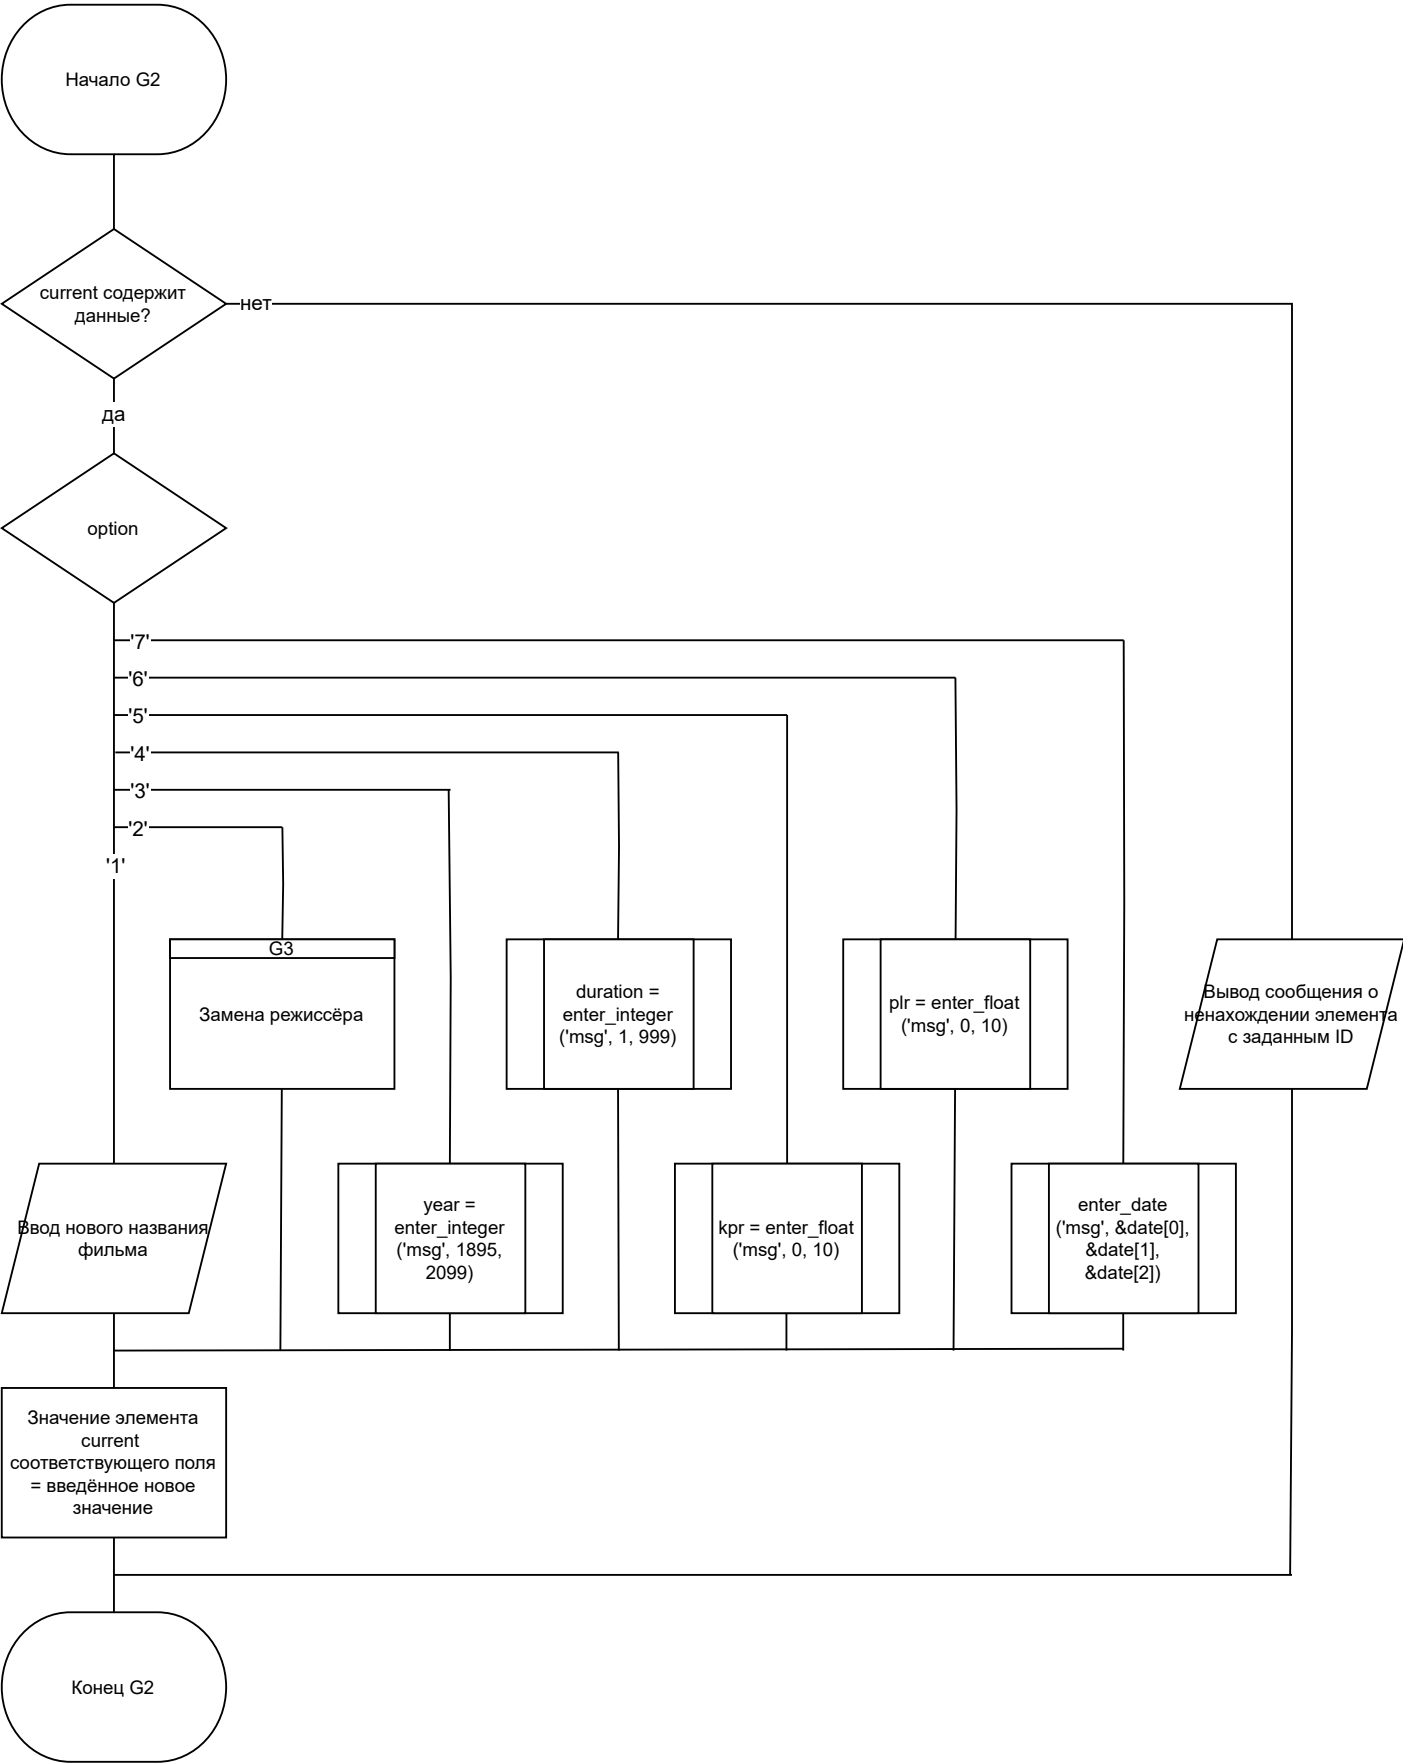 Начало G2
current содержит
данные?
нет
да
option
'7'
'6'
'5'
'4'
'3'
'2'
'1'
G3
Замена режиссёра
duration =
enter_integer
('msg', 1, 999)
plr = enter_float
('msg', 0, 10)
Вывод сообщения о
ненахождении элемента
с заданным ID
Ввод нового названия
фильма
year =
enter_integer
('msg', 1895,
2099)
kpr = enter_float
('msg', 0, 10)
enter_date
('msg', &date[0],
&date[1],
&date[2])
Значение элемента
current
соответствующего поля
= введённое новое
значение
Конец G2